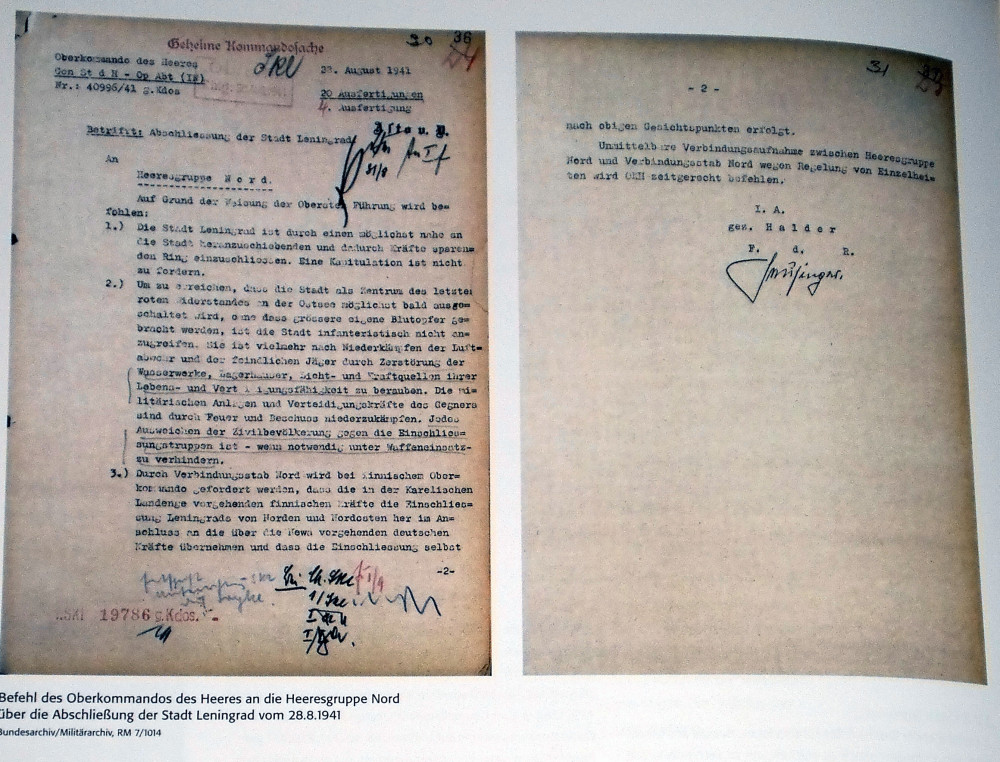 Geheime Kommandosache
30 36
Oberkommando des Heeres
Gen St d H - Op Abt (IN)
Nr.: 40996/41 g.Kdos
Skl
28. August 1941
20 Ausfertigungen
4. Ausfertigung
Betrifft: Abschliessung der Stadt Leningrad
31/8
An
Heeresgruppe Nord.
Auf Grund der Weisung der Obersten Führung wird be=
fohlen:
1.) Die Stadt Leningrad ist durch einen möglichst nahe an
die Stadt heranzuschiebenden und dadurch Kräfte sparen=
den Ring einzuschliessen. Eine Kapitulation ist nicht
zu fordern.
2.) Um zu erreichen, dass die Stadt als Zentrum des letzten
roten Widerstandes an der Ostsee möglichst bald ausge=
schaltet wird, ohne dass grössere eigene Blutopfer ge=
bracht werden, ist die Stadt infanteristisch nicht an=
zugreifen. Sie ist vielmehr nach Niederkämpfen der Luft=
abwehr und der feindlichen Jäger durch Zerstörung der
Wasserwerke, Lagerhäuser, Licht- und Kraftquellen ihrer
Lebens- und Verteidigungsfähigkeit zu berauben. Die mi=
litärischen Anlagen und Verteidigungskräfte des Gegners
sind durch Feuer und Beschuss niederzukämpfen. Jedes
Ausweichen der Zivilbevölkerung gegen die Einschlies=
sungstruppen ist - wenn notwendig unter Waffeneinsatz-
zu verhindern.
3.) Durch Verbindungsstab Nord wird bei finnischen Ober=
kommando gefordert werden, dass die in der Karelischen
Landenge vorgehenden finnischen Kräfte die Einschlies=
sung Leningrads von Norden und Nordosten her im An=
schluss an die über die Newa vorgehenden deutschen
Kräfte übernehmen und dass die Einschliessung selbst
-2-
1/Skl
19786 g.Kdos.
31
- 2 -
nach obigen Gesichtspunkten erfolgt.
Unmittelbare Verbindungsaufnahme zwischen Heeresgruppe
Nord und Verbindungsstab Nord wegen Regelung von Einzelhei=
ten wird OKH zeitgerecht befehlen.
I. A.
gez. Halder
F. d. R.
Heusinger.
Befehl des Oberkommandos des Heeres an die Heeresgruppe Nord
über die Abschließung der Stadt Leningrad vom 28.8.1941
Bundesarchiv/Militärarchiv, RM 7/1014